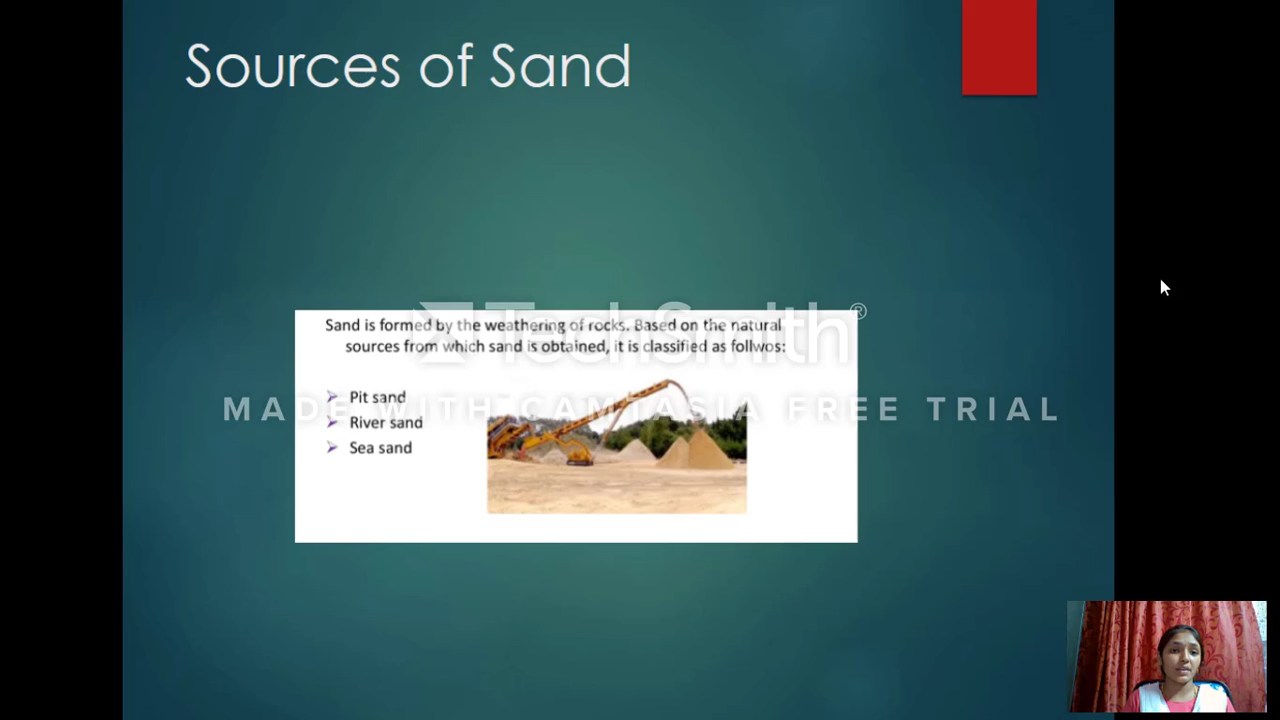 Sources of Sand
TechSmith®
Sand is formed by the weathering of rocks. Based on the natural
sources from which sand is obtained, it is classified as follwos:
MADE WITH CAMTASIA FREE TRIAL
Pit sand
River sand
Sea sand